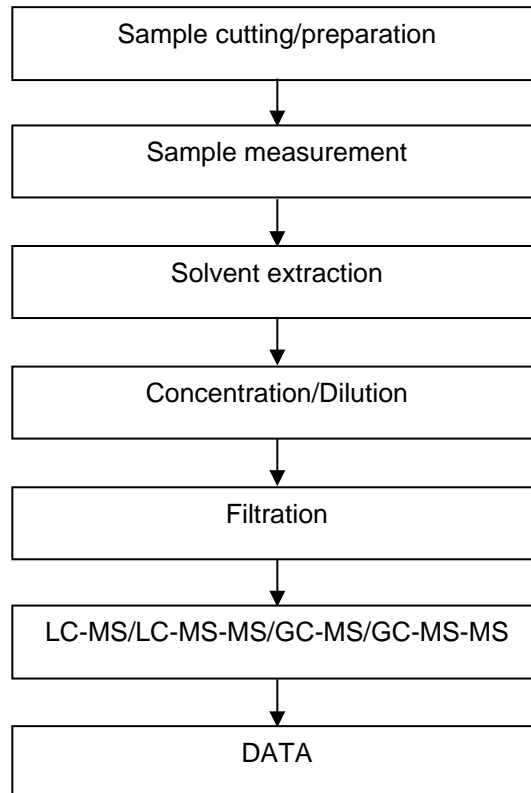 Sample cutting/preparation
Sample measurement
Solvent extraction
Concentration/Dilution
Filtration
LC-MS/LC-MS-MS/GC-MS/GC-MS-MS
DATA